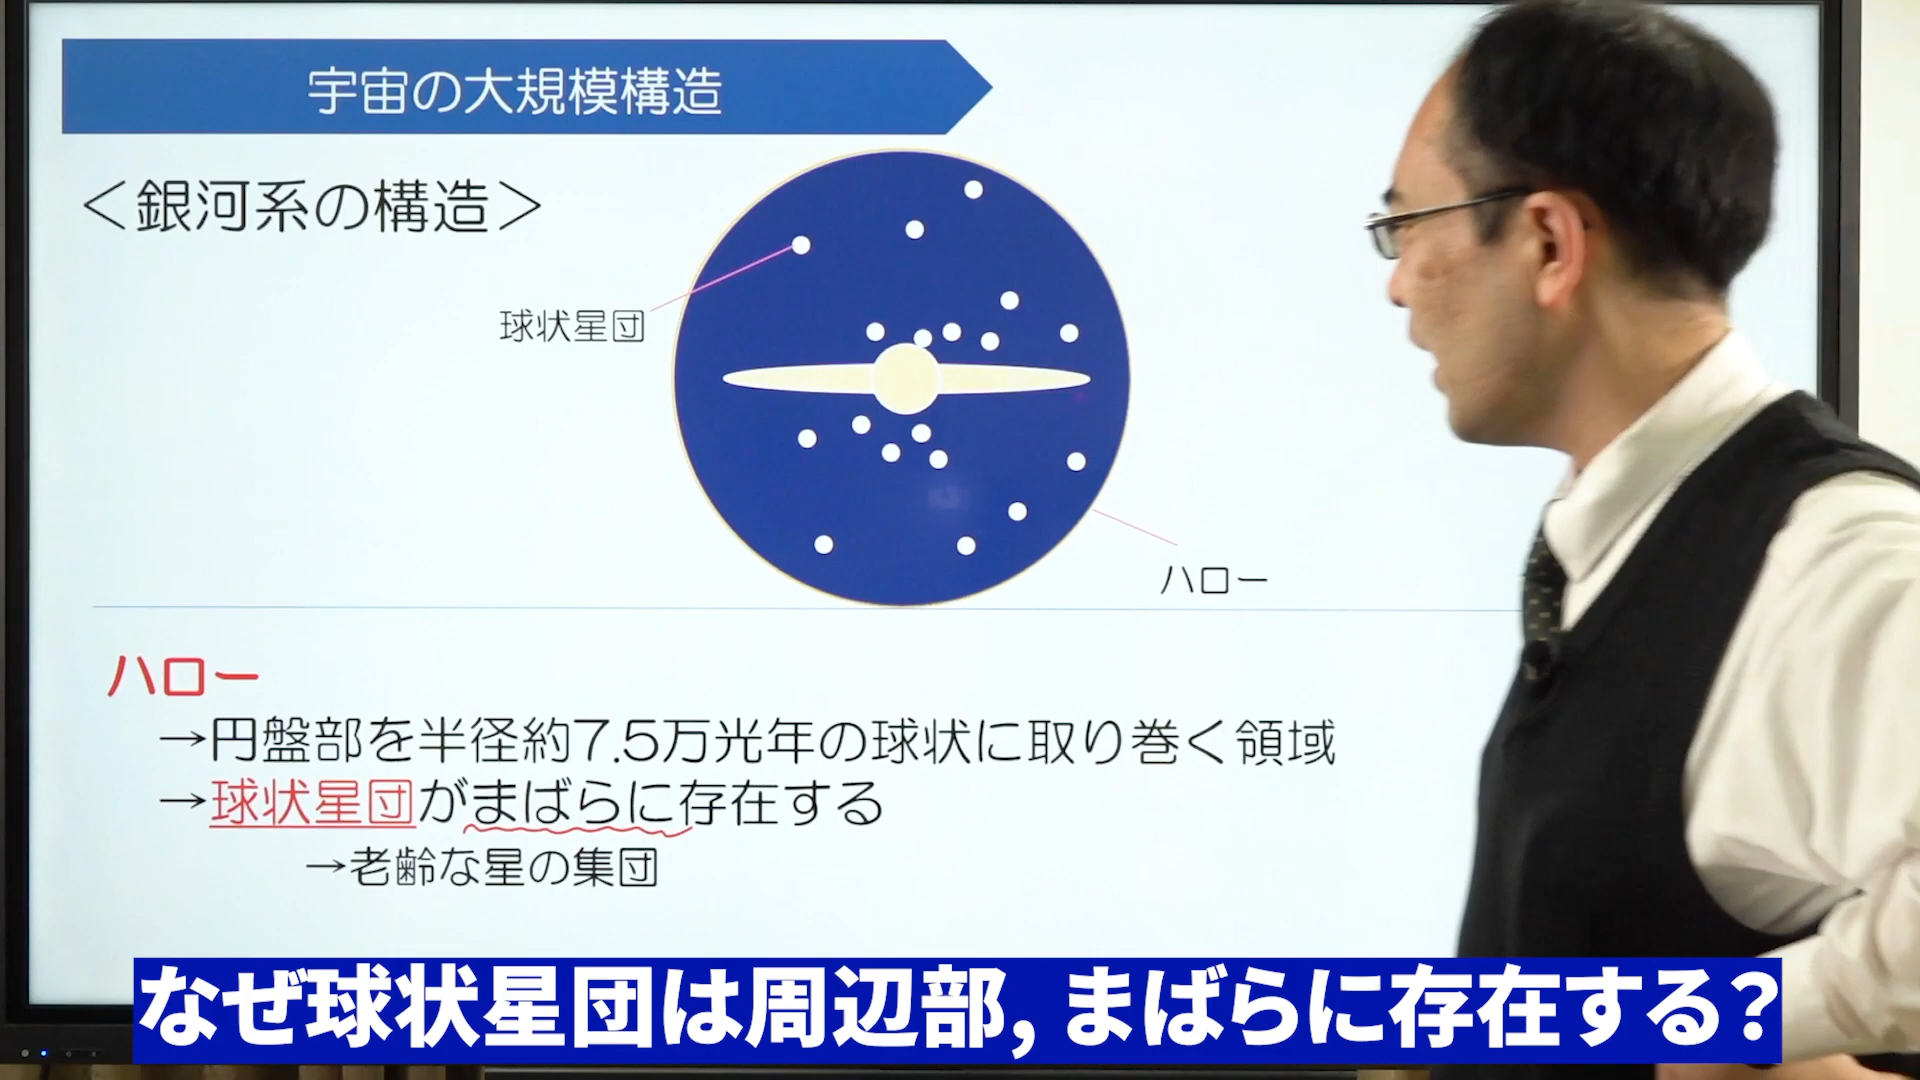 宇宙の大規模構造
＜銀河系の構造＞
球状星団
ハロー
ハロー
→円盤部を半径約7.5万光年の球状に取り巻く領域
→球状星団がまばらに存在する
→老齢な星の集団
なぜ球状星団は周辺部，まばらに存在する？